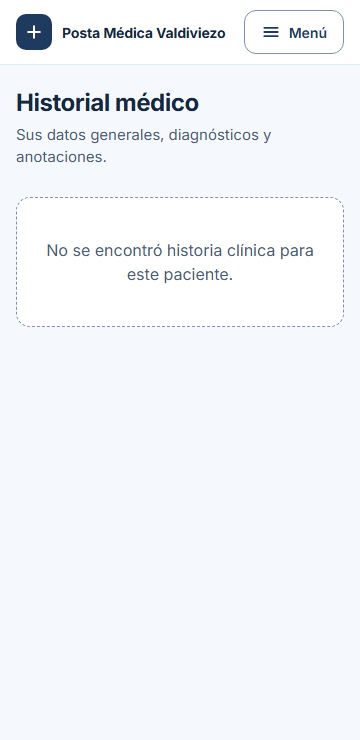 Posta Médica Valdiviezo
Menú
Historial médico
Sus datos generales, diagnósticos y
anotaciones.
No se encontró historia clínica para
este paciente.